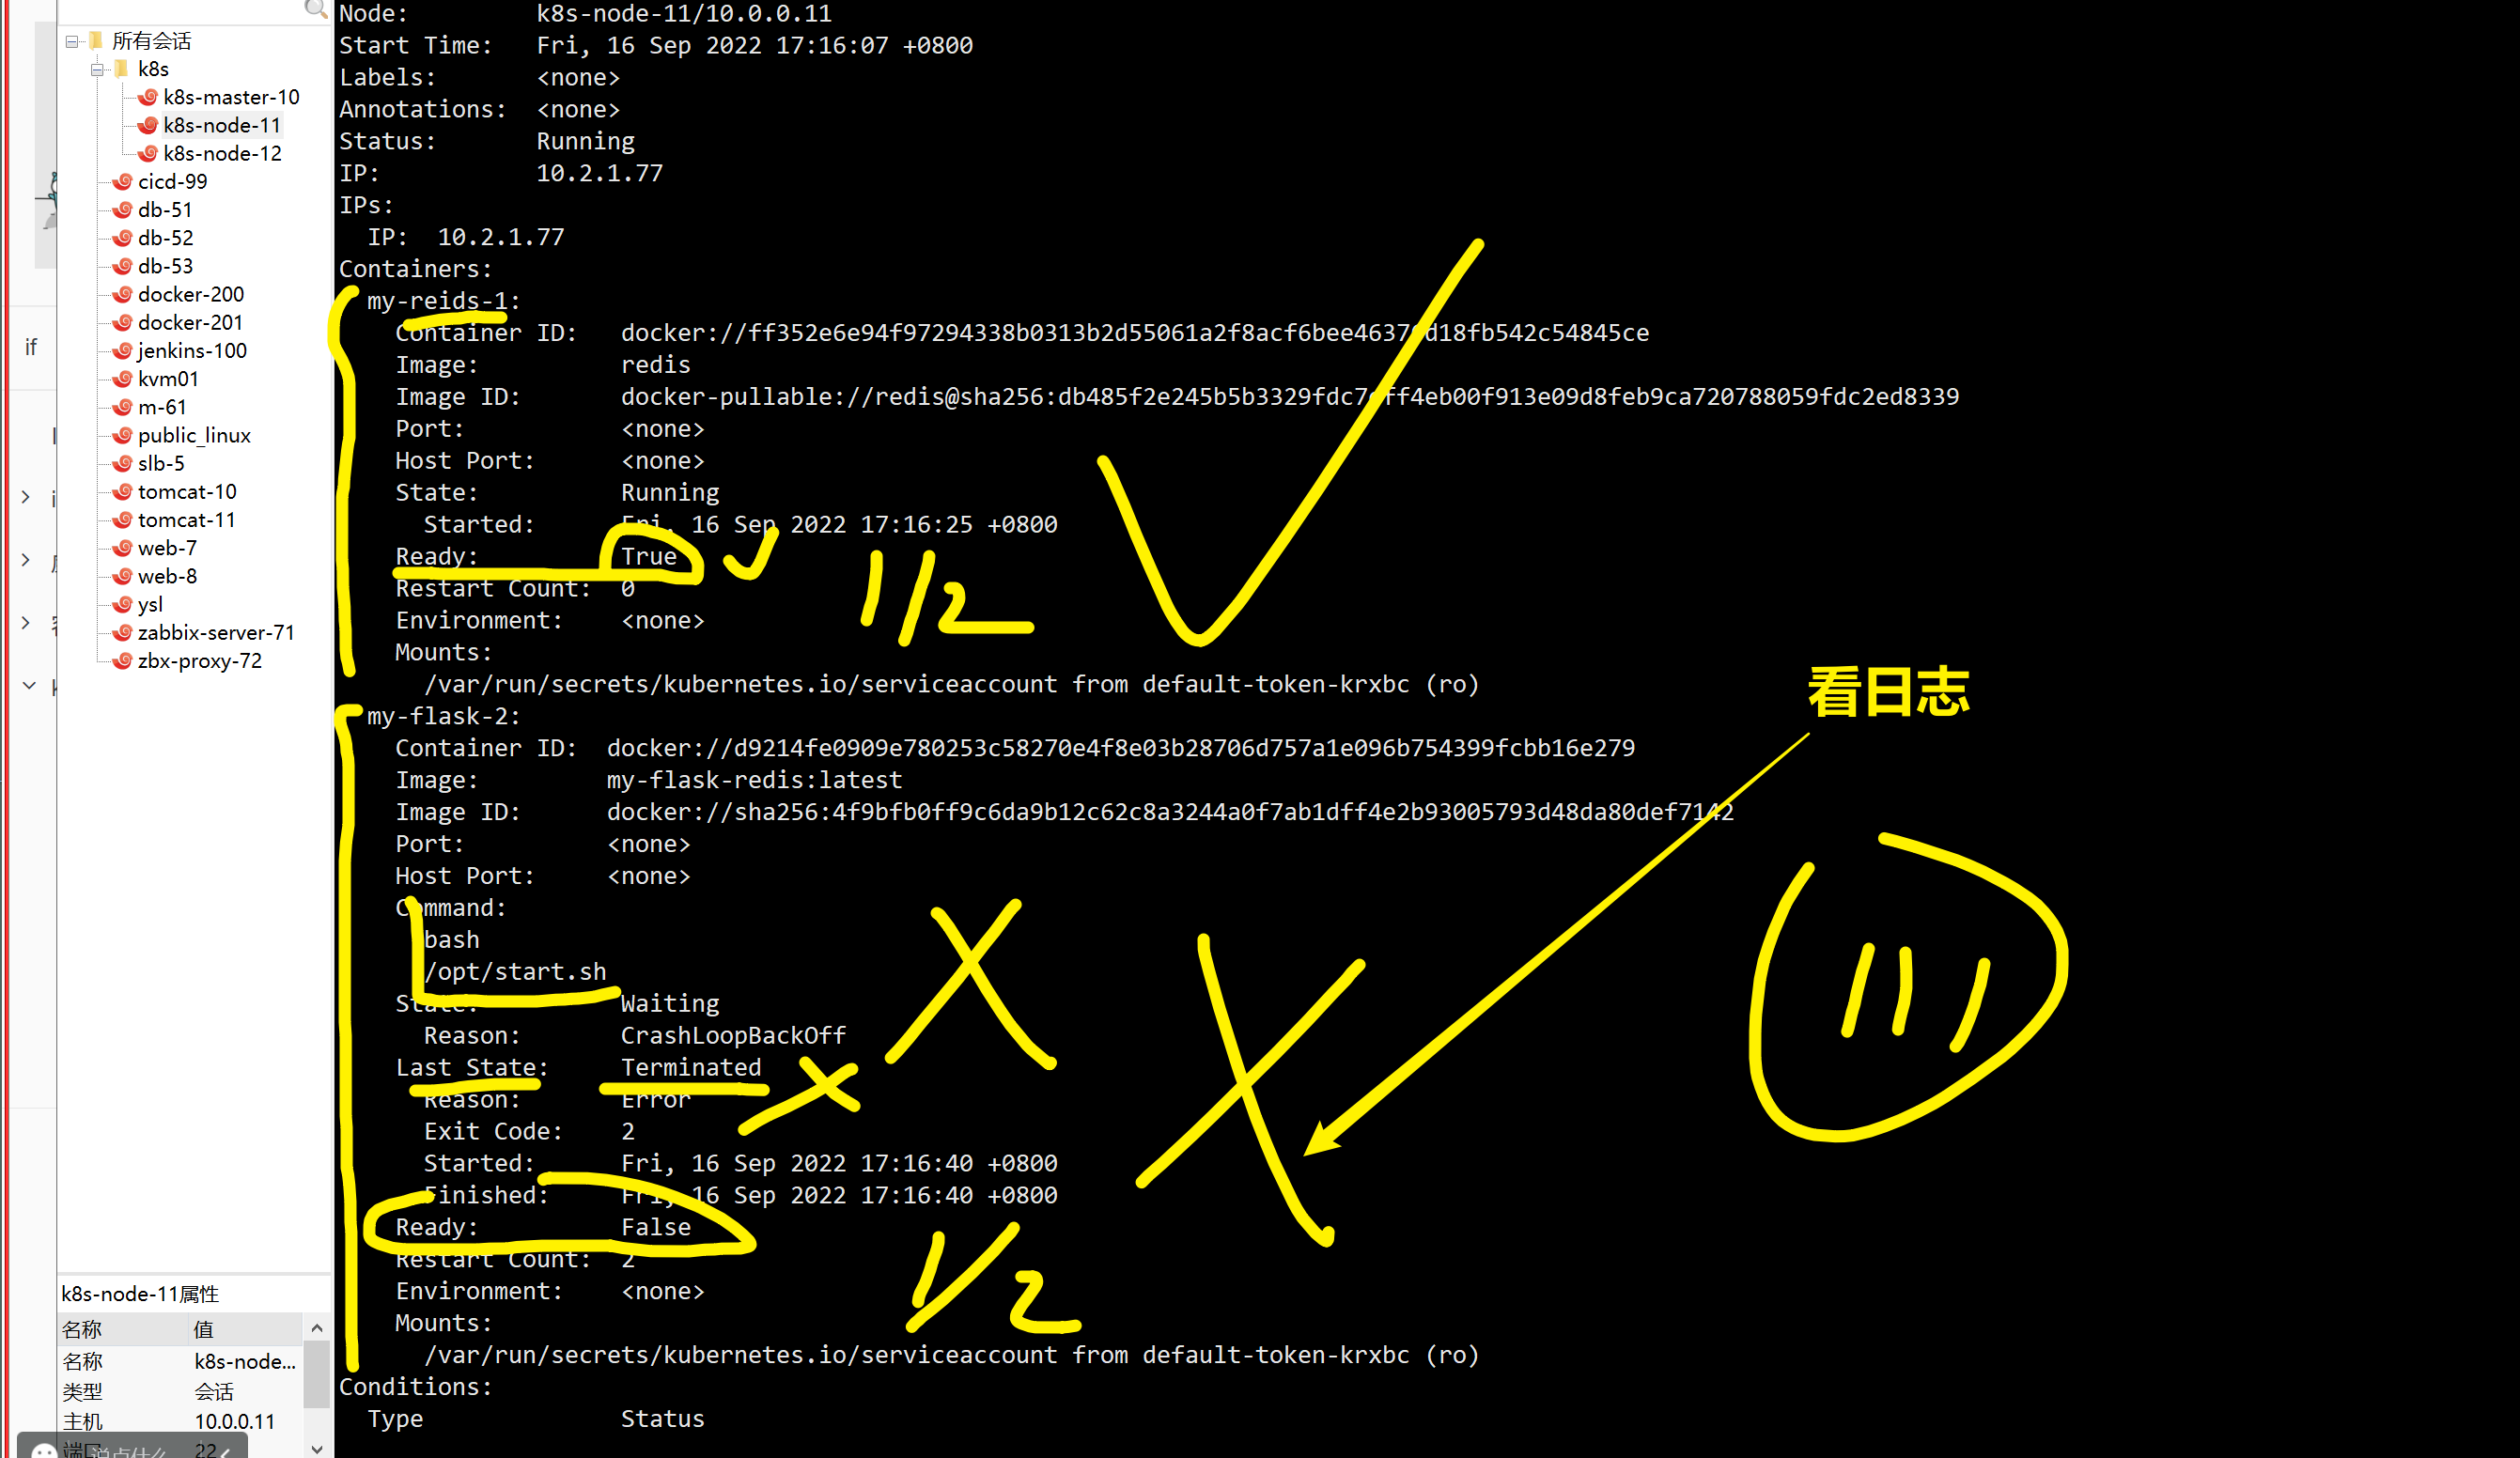 所有会话
k8s
k8s-master-10
k8s-node-11
k8s-node-12
cicd-99
db-51
db-52
db-53
docker-200
docker-201
jenkins-100
kvm01
m-61
public_linux
slb-5
tomcat-10
tomcat-11
web-7
web-8
ysl
zabbix-server-71
zbx-proxy-72
if
k8s-node-11属性
名称 值
名称 k8s-node...
类型 会话
主机 10.0.0.11
端口 22
说点什么
Node: k8s-node-11/10.0.0.11
Start Time: Fri, 16 Sep 2022 17:16:07 +0800
Labels: <none>
Annotations: <none>
Status: Running
IP: 10.2.1.77
IPs:
IP: 10.2.1.77
Containers:
my-reids-1:
Container ID: docker://ff352e6e94f97294338b0313b2d55061a2f8acf6bee4637 d18fb542c54845ce
Image: redis
Image ID: docker-pullable://redis@sha256:db485f2e245b5b3329fdc7 ff4eb00f913e09d8feb9ca720788059fdc2ed8339
Port: <none>
Host Port: <none>
State: Running
Started: Fri, 16 Sep 2022 17:16:25 +0800
Ready: True
1/2
Restart Count: 0
Environment: <none>
Mounts:
/var/run/secrets/kubernetes.io/serviceaccount from default-token-krxbc (ro)
看日志
my-flask-2:
Container ID: docker://d9214fe0909e780253c58270e4f8e03b28706d757a1e096b754399fcbb16e279
Image: my-flask-redis:latest
Image ID: docker://sha256:4f9bfb0ff9c6da9b12c62c8a3244a0f7ab1dff4e2b93005793d48da80def7142
Port: <none>
Host Port: <none>
Command:
bash
/opt/start.sh
State: Waiting
Reason: CrashLoopBackOff
Last State: Terminated
Reason: Error
Exit Code: 2
Started: Fri, 16 Sep 2022 17:16:40 +0800
Finished: Fri, 16 Sep 2022 17:16:40 +0800
Ready: False
1/2
Restart Count: 2
Environment: <none>
Mounts:
/var/run/secrets/kubernetes.io/serviceaccount from default-token-krxbc (ro)
Conditions:
Type Status